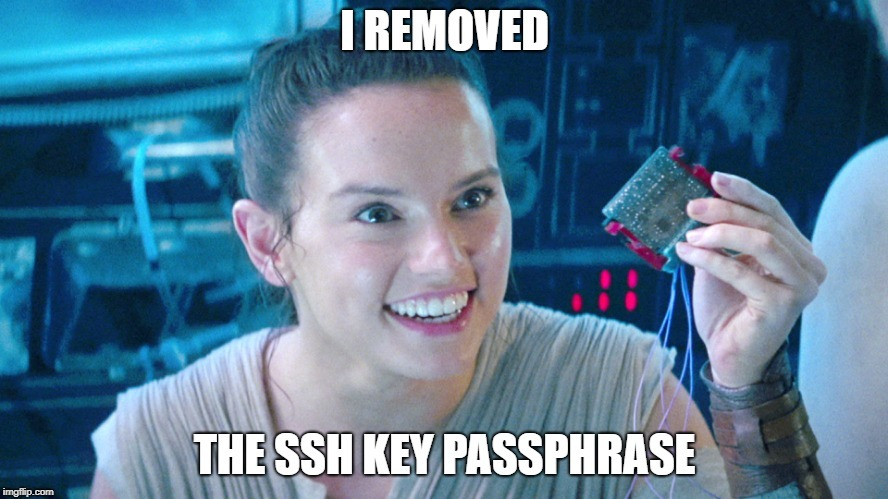 I REMOVED
THE SSH KEY PASSPHRASE
imgflip.com